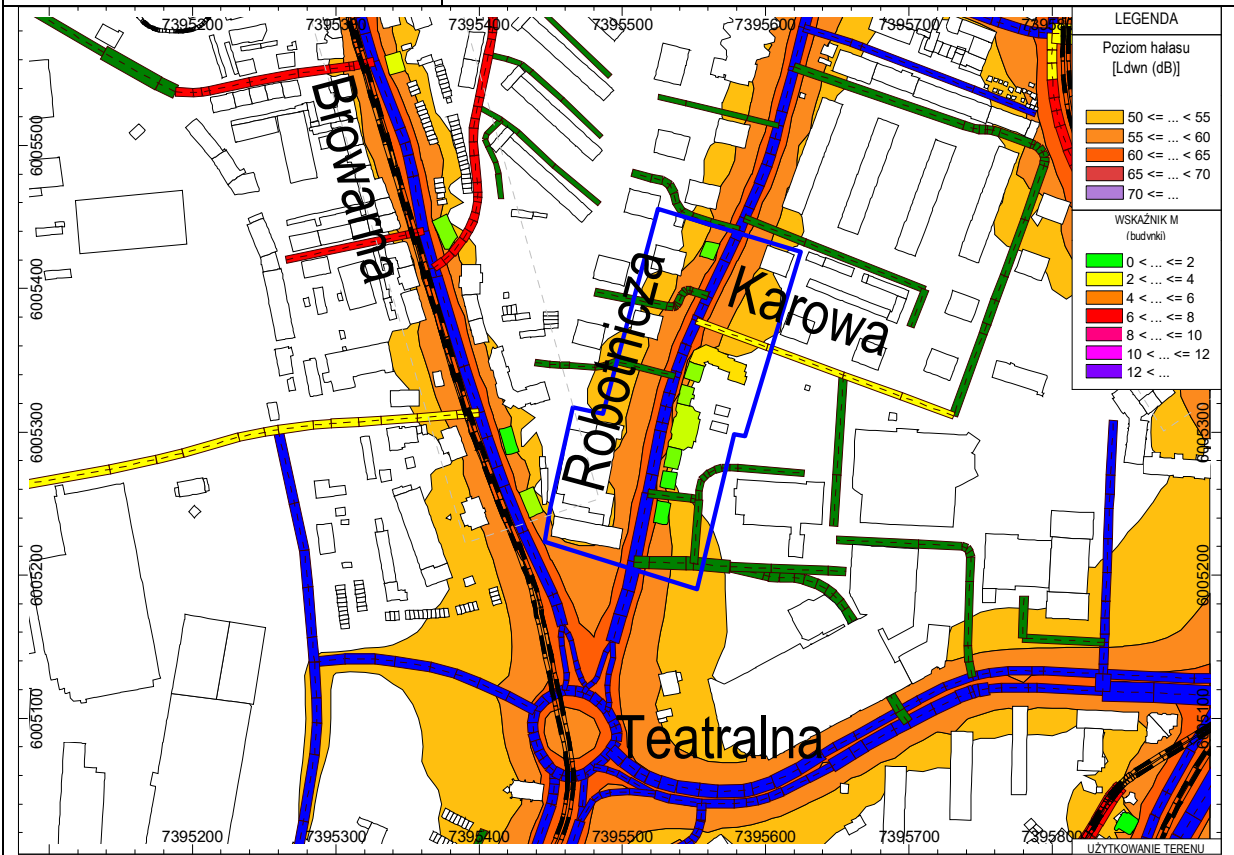 7395200
7395300
7395400
7395500
7395600
7395700
LEGENDA
Poziom hałasu
[Ldwn (dB)]
50 <= ... < 55
55 <= ... < 60
60 <= ... < 65
65 <= ... < 70
70 <= ...
WSKAŹNIK M
(budynki)
0 < ... <= 2
2 < ... <= 4
4 < ... <= 6
6 < ... <= 8
8 < ... <= 10
10 < ... <= 12
12 < ...
6005500
6005400
6005300
6005200
6005100
Browarna
Robotnicza
Karowa
Teatralna
6005300
6005200
6005100
7395200
7395300
7395400
7395500
7395600
7395700
7395800
UŻYTKOWANIE TERENU